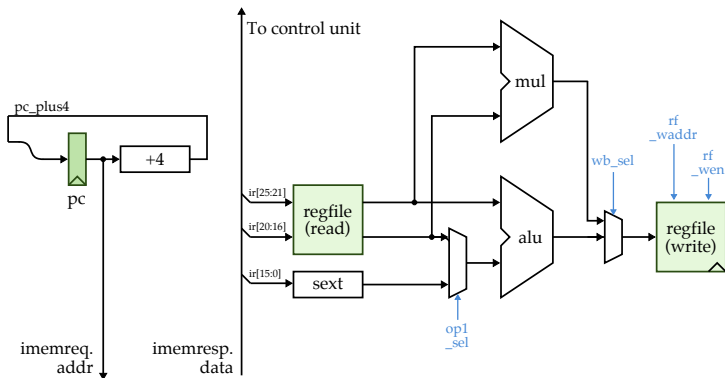 To control unit
pc_plus4
+4
pc
mul
rf
_waddr
rf
_wen
wb_sel
ir[25:21]
ir[20:16]
regfile
(read)
alu
regfile
(write)
ir[15:0]
sext
op1
_sel
imemreq.
addr
imemresp.
data